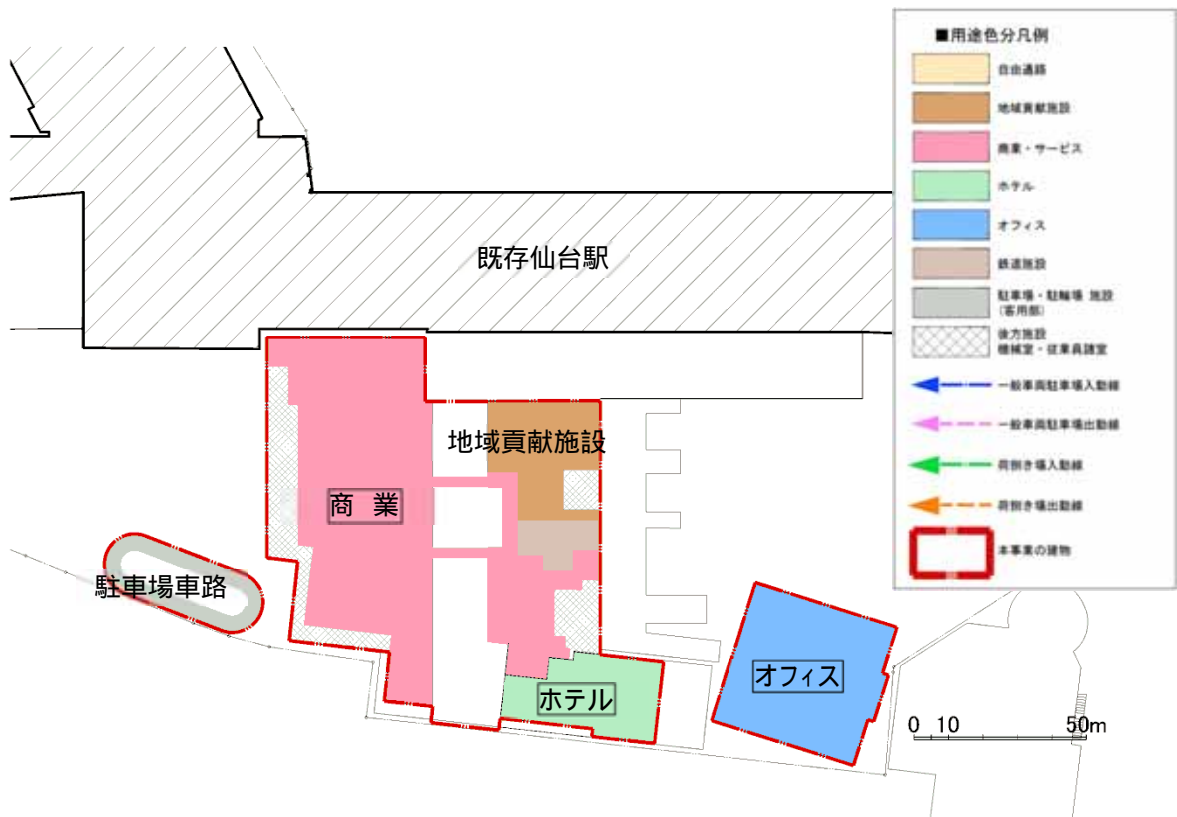 ■用途色分凡例
自由通路
地域貢献施設
商業・サービス
ホテル
オフィス
鉄道施設
駐車場・駐輪場 施設
(客用部)
後方施設
機械室・従業員諸室
一般車両駐車場入動線
一般車両駐車場出動線
荷捌き場入動線
荷捌き場出動線
本事業の建物
既存仙台駅
地域貢献施設
商 業
駐車場車路
オフィス
ホテル
0 10 50m